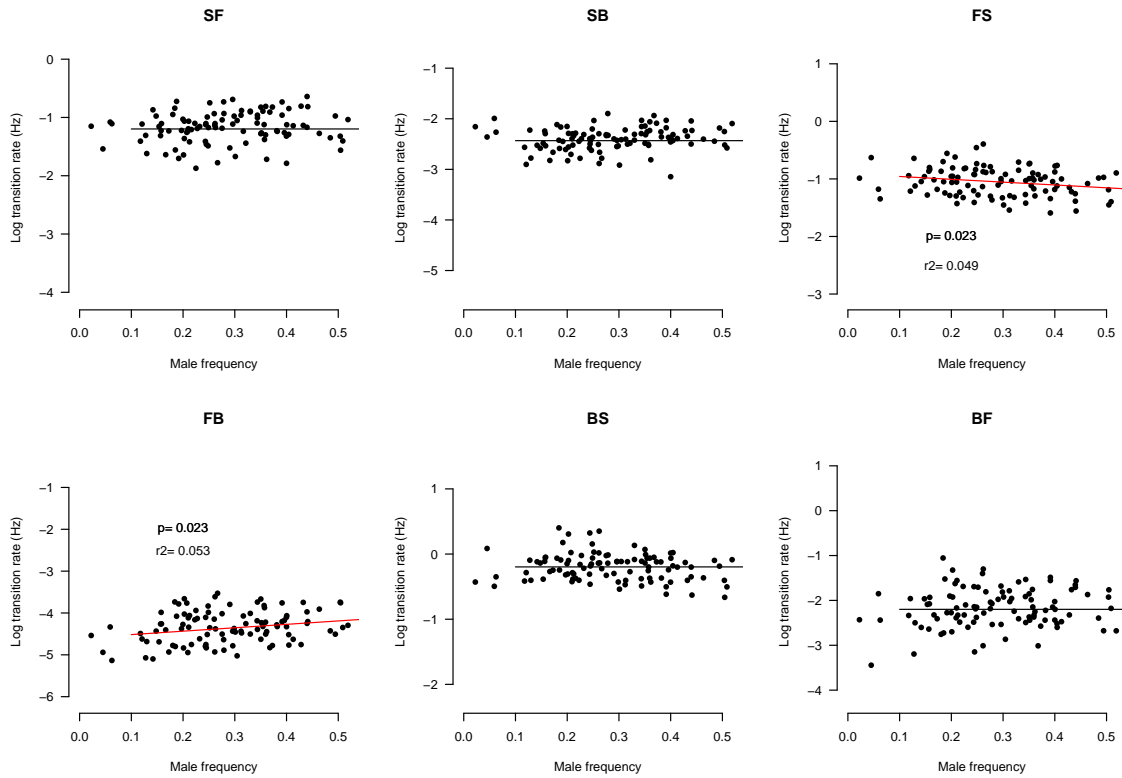 SF
Log transition rate (Hz)
0
−1
−2
−3
−4
0.0 0.1 0.2 0.3 0.4 0.5
Male frequency
SB
Log transition rate (Hz)
−1
−2
−3
−4
−5
0.0 0.1 0.2 0.3 0.4 0.5
Male frequency
FS
Log transition rate (Hz)
1
0
−1
−2
−3
p= 0.023
r2= 0.049
0.0 0.1 0.2 0.3 0.4 0.5
Male frequency
FB
Log transition rate (Hz)
−1
−2
−3
−4
−5
−6
p= 0.023
r2= 0.053
0.0 0.1 0.2 0.3 0.4 0.5
Male frequency
BS
Log transition rate (Hz)
1
0
−1
−2
0.0 0.1 0.2 0.3 0.4 0.5
Male frequency
BF
Log transition rate (Hz)
1
0
−1
−2
−3
−4
0.0 0.1 0.2 0.3 0.4 0.5
Male frequency